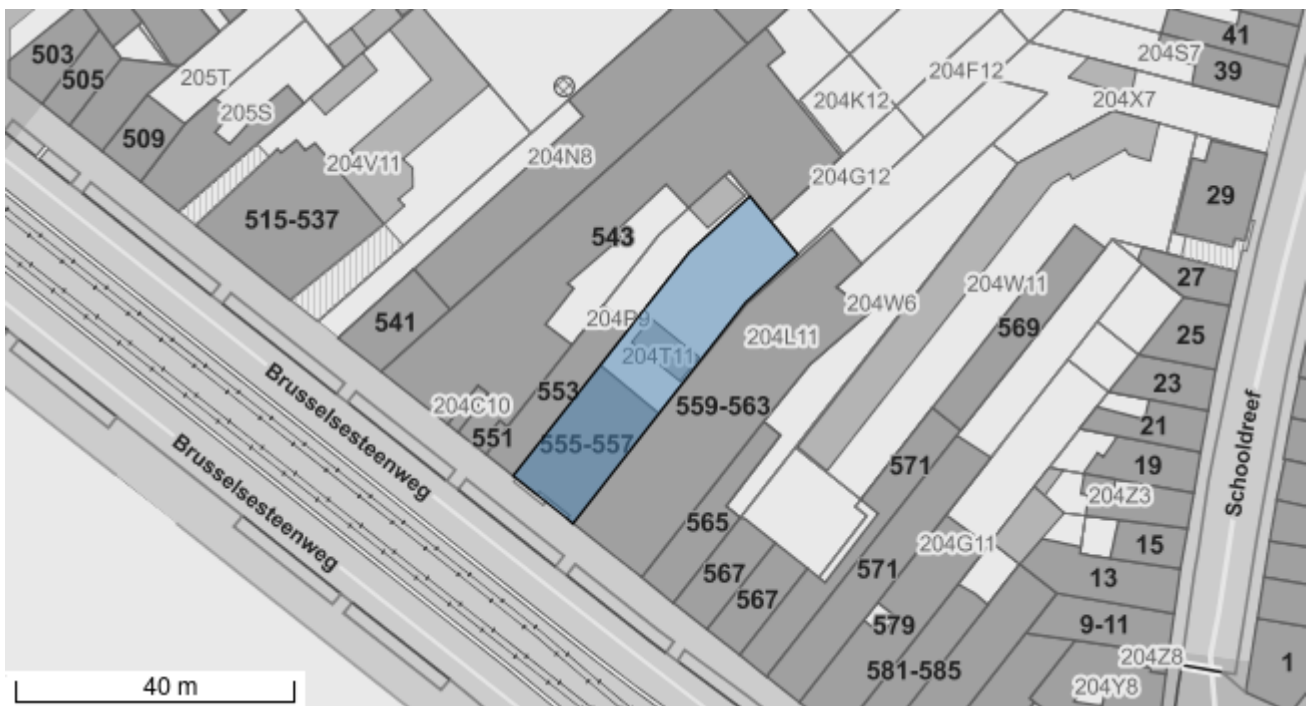 41
204S7
503
39
505
205T
204F12
204X7
204K12
205S
509
204V11
204N8
204G12
29
515-537
543
27
204W11
204W6
204P9
541
569
25
204L11
204T11
Brusselsesteenweg
553
23
204C10
559-563
21
551
555-557
Brusselsesteenweg
571
19
Schooldreef
204Z3
565
204G11
15
567
571
13
567
579
9-11
204Z8
1
581-585
204Y8
40 m